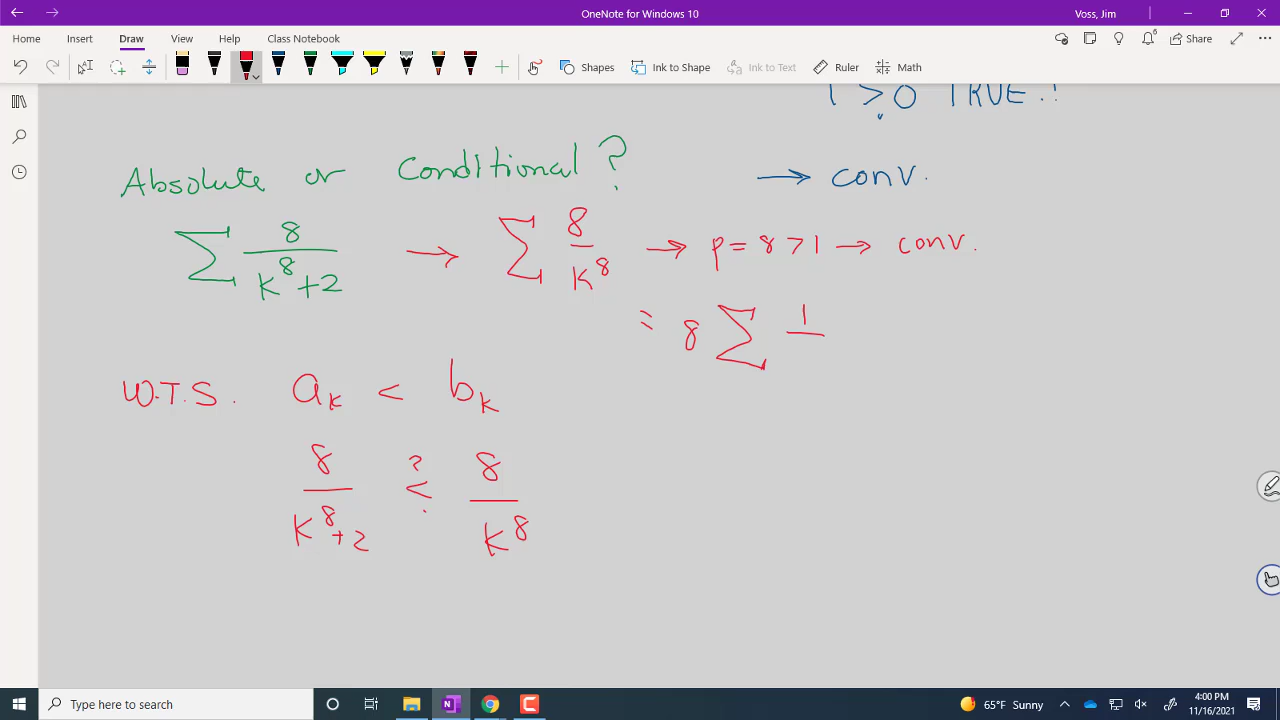 OneNote for Windows 10
Voss, Jim
Home Insert Draw View Help Class Notebook
Share
Shapes Ink to Shape Ink to Text Ruler Math
1 > 0 TRUE !
Absolute or Conditional ?
→ conv.
∑ 8/(K^8+2) → ∑ 8/K^8 → p = 8 > 1 → conv.
= 8 ∑ 1
W.T.S. a_K < b_K
8/(K^8+2) <? 8/K^8
Type here to search
65°F Sunny
4:00 PM
11/16/2021
6